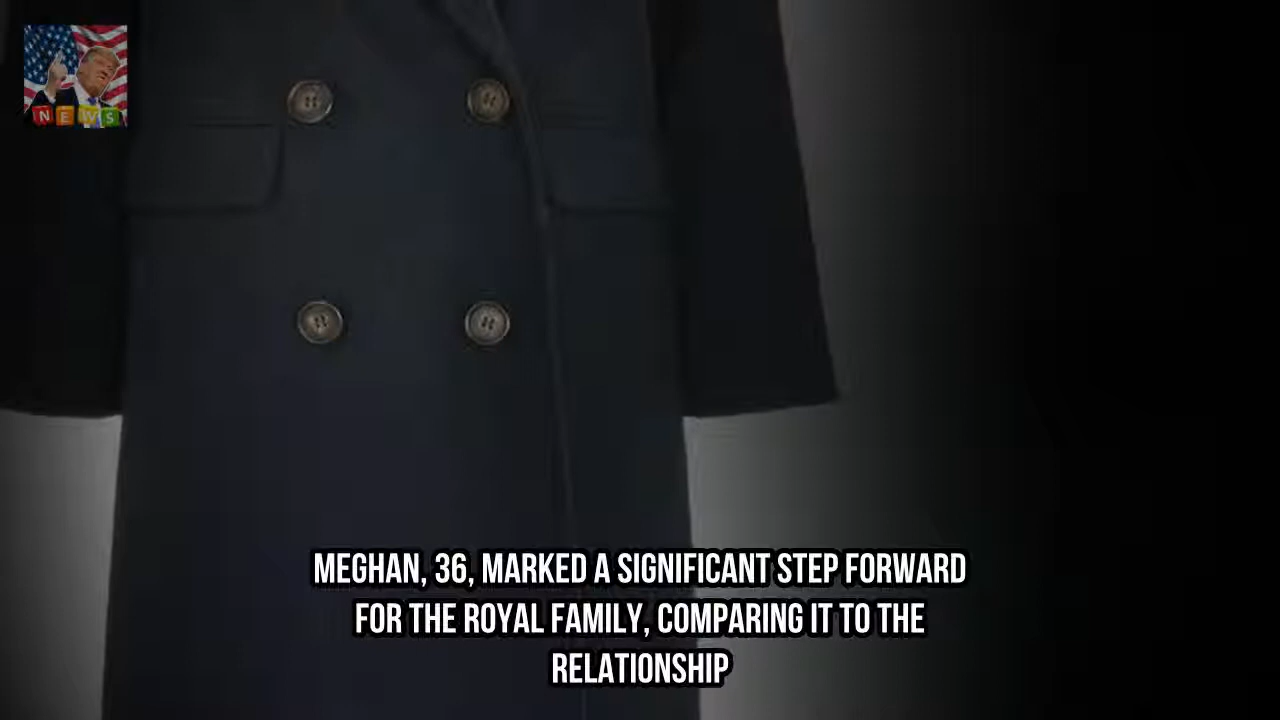 NEWS
MEGHAN, 36, MARKED A SIGNIFICANT STEP FORWARD
FOR THE ROYAL FAMILY, COMPARING IT TO THE
RELATIONSHIP